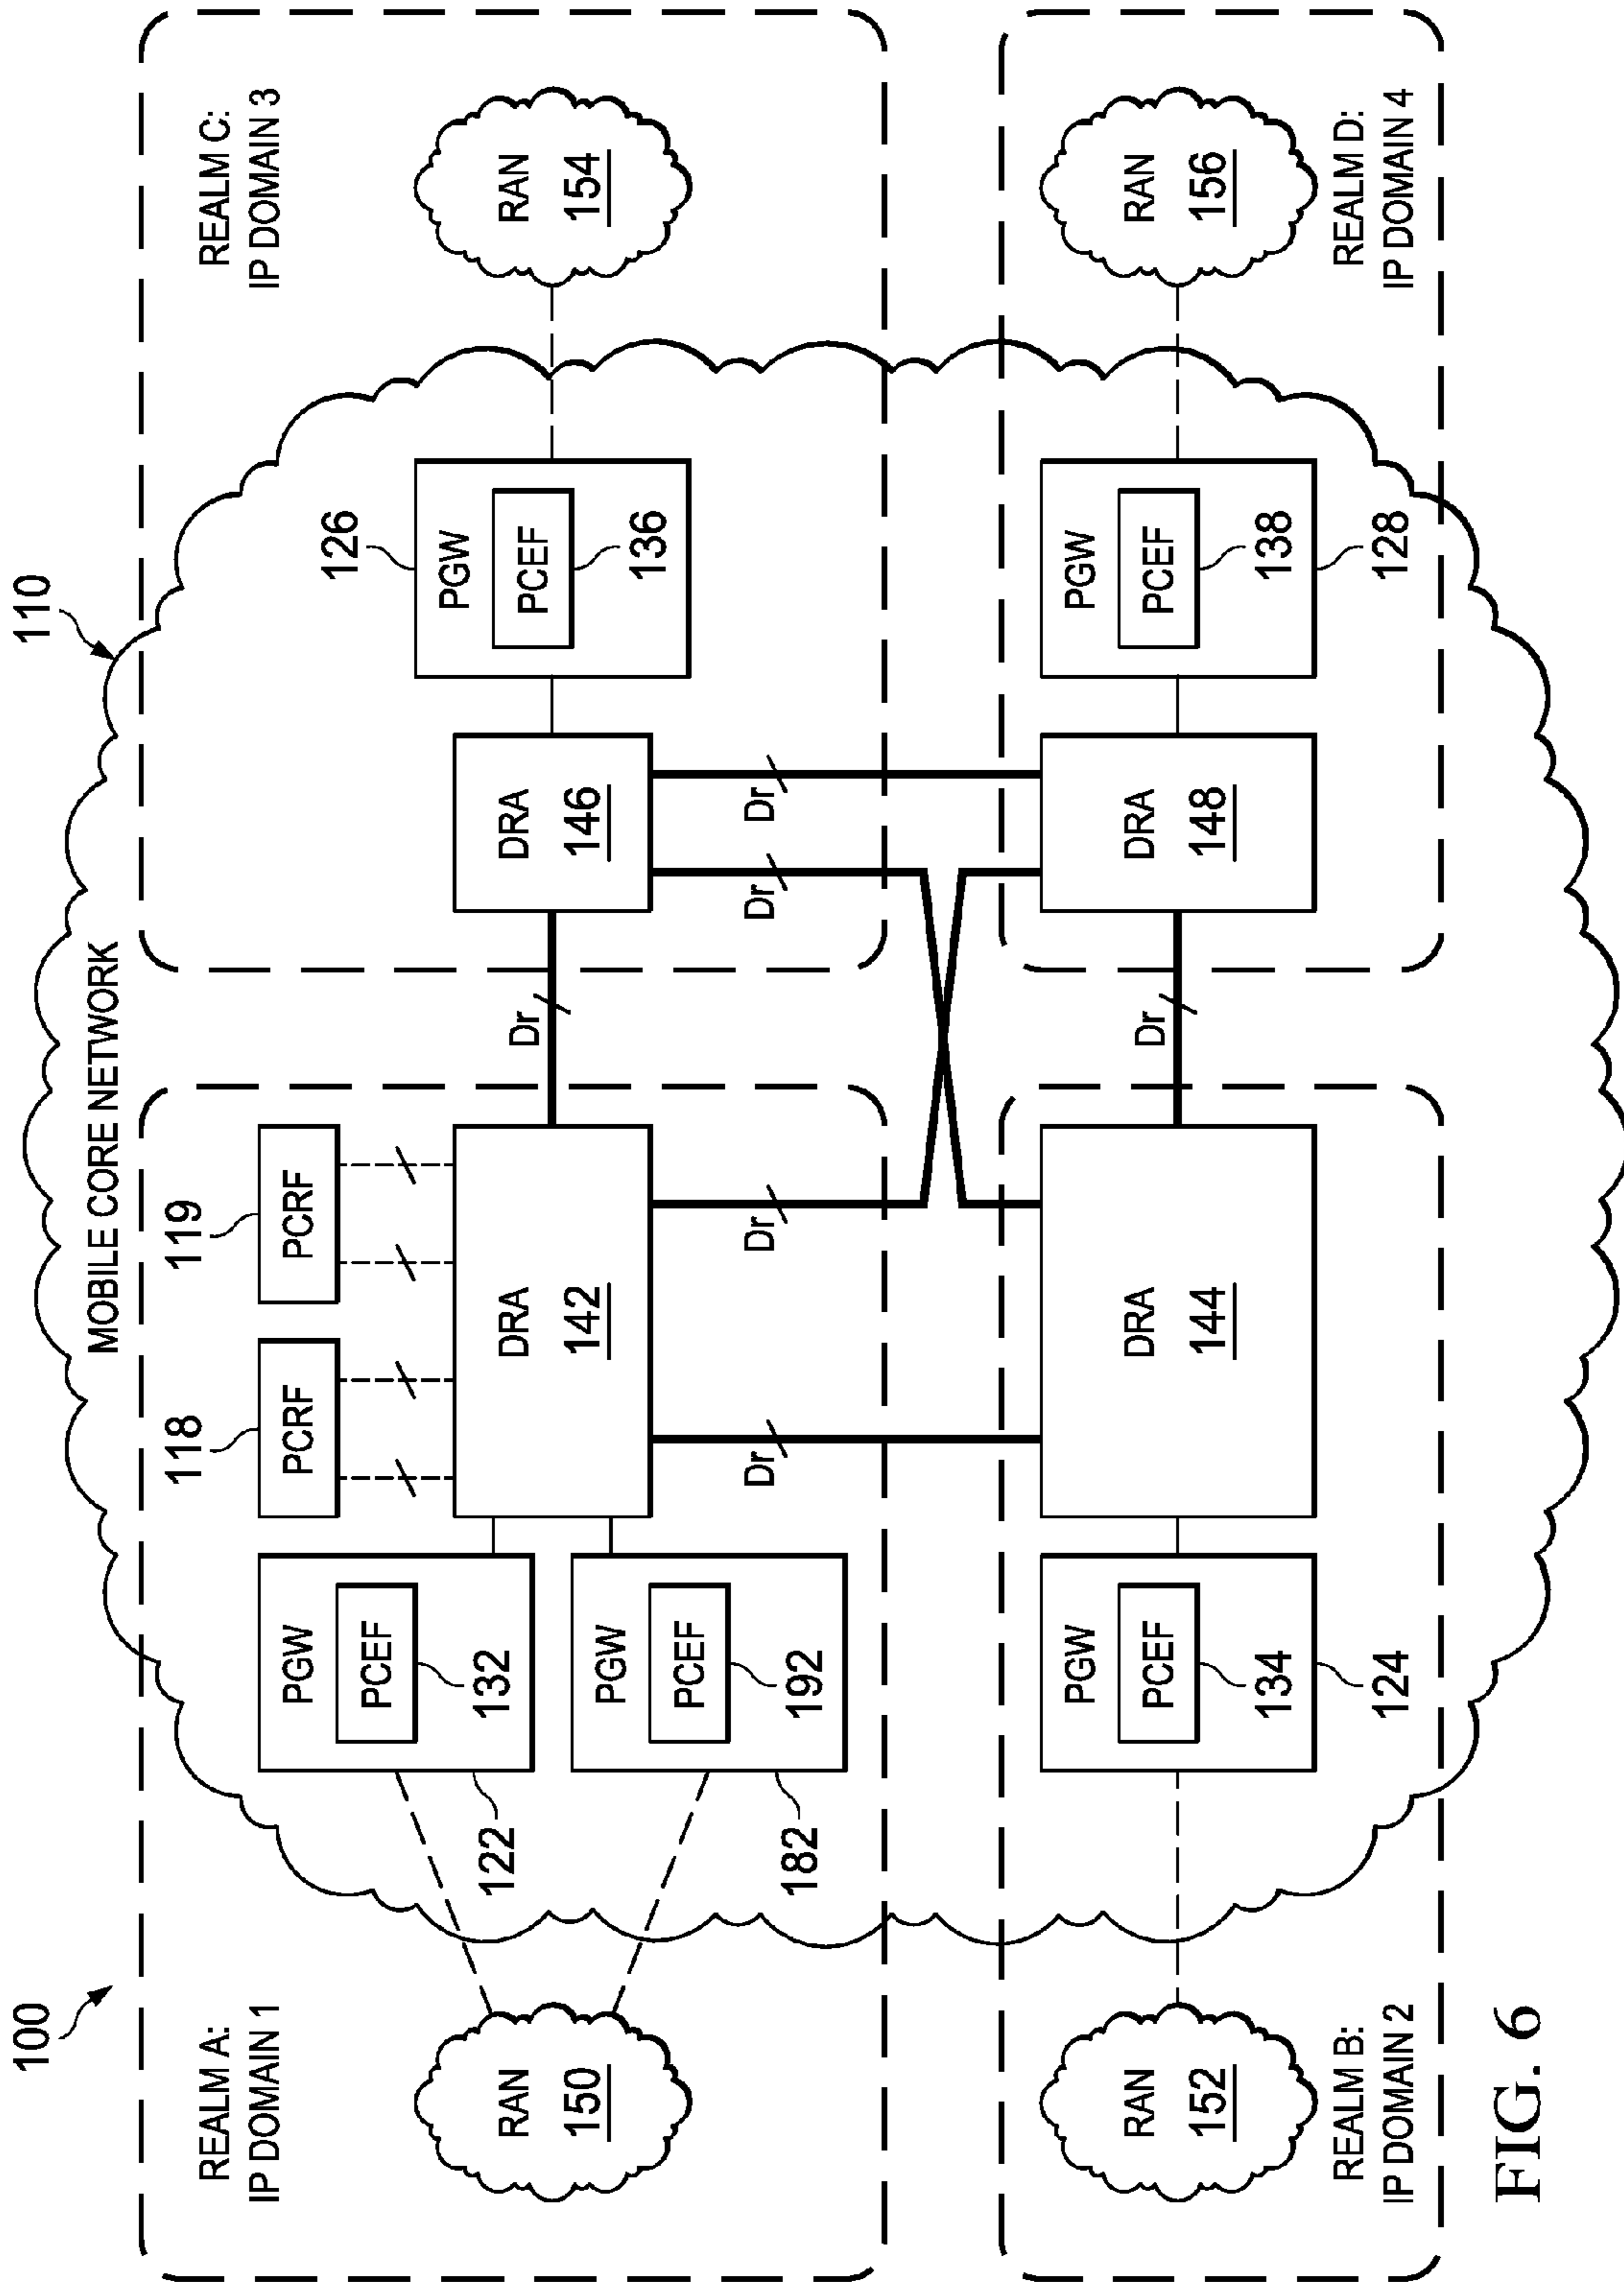 100
110
MOBILE CORE NETWORK
REALM A:
IP DOMAIN 1
REALM C:
IP DOMAIN 3
118
119
126
PCRF
PCRF
PGW
PCEF
132
122
PGW
PCEF
192
182
DRA
142
Dr
DRA
146
PGW
PCEF
136
RAN
150
RAN
154
Dr
Dr
Dr
Dr
RAN
152
PGW
PCEF
134
124
DRA
144
Dr
DRA
148
PGW
PCEF
138
128
RAN
156
REALM B:
IP DOMAIN 2
REALM D:
IP DOMAIN 4
FIG. 6